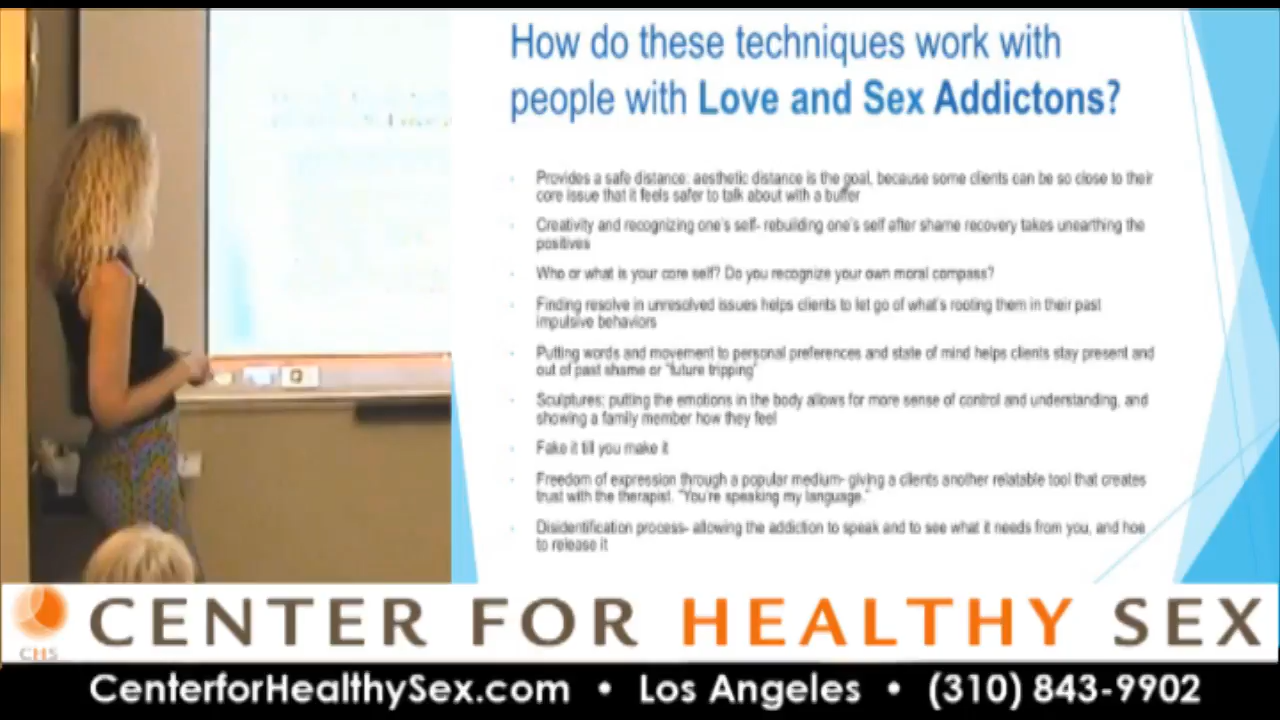 How do these techniques work with
people with Love and Sex Addictons?
Provides a safe distance: aesthetic distance is the goal, because some clients can be so close to their
core issue that it feels safer to talk about with a buffer
Creativity and recognizing one's self- rebuilding one's self after shame recovery takes unearthing the
positives
Who or what is your core self? Do you recognize your own moral compass?
Finding resolve in unresolved issues helps clients to let go of what's rooting them in their past
impulsive behaviors
Putting words and movement to personal preferences and state of mind helps clients stay present and
out of past shame or "future tripping"
Sculptures: putting the emotions in the body allows for more sense of control and understanding, and
showing a family member how they feel
Fake it till you make it
Freedom of expression through a popular medium- giving a clients another relatable tool that creates
trust with the therapist. "You're speaking my language."
Disidentification process- allowing the addiction to speak and to see what it needs from you, and hoe
to release it
CENTER FOR HEALTHY SEX
CHS
CenterforHealthySex.com • Los Angeles • (310) 843-9902